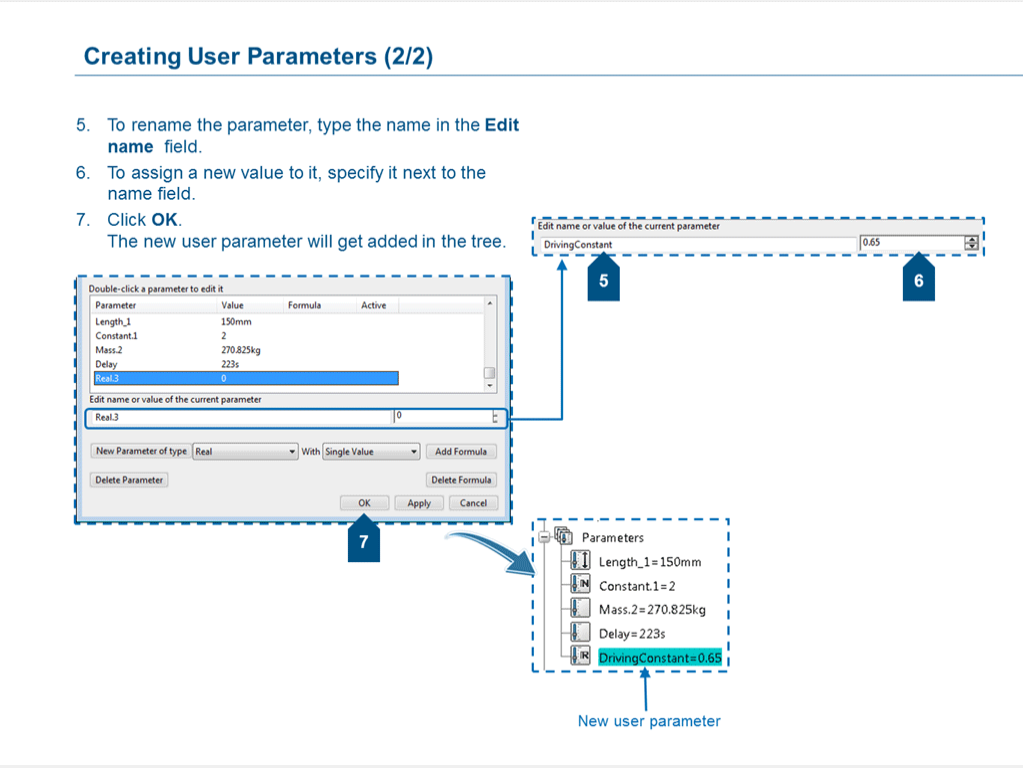 Creating User Parameters (2/2)
5. To rename the parameter, type the name in the Edit
name field.
6. To assign a new value to it, specify it next to the
name field.
7. Click OK.
The new user parameter will get added in the tree.
Edit name or value of the current parameter
DrivingConstant 0.65
5 6
Double-click a parameter to edit it
Parameter Value Formula Active
Length_1 150mm
Constant.1 2
Mass.2 270.825kg
Delay 223s
Real.3 0
Edit name or value of the current parameter
Real.3 0
New Parameter of type Real With Single Value Add Formula
Delete Parameter Delete Formula
OK Apply Cancel
7
Parameters
Length_1=150mm
N Constant.1=2
Mass.2=270.825kg
Delay=223s
R DrivingConstant=0.65
New user parameter